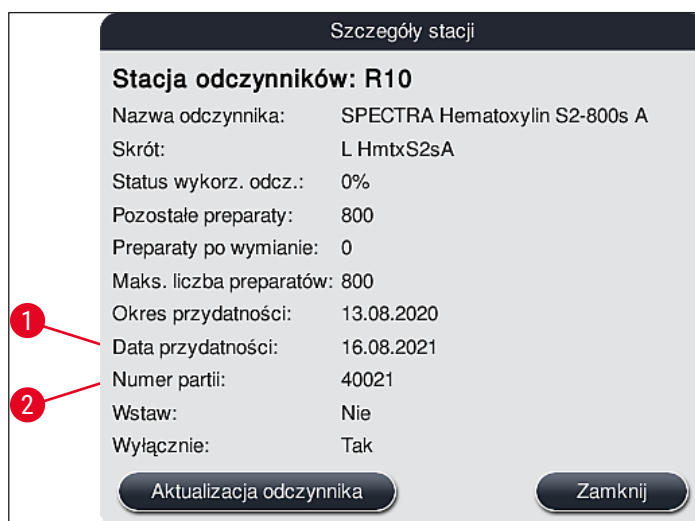 Szczegóły stacji
Stacja odczynników: R10
Nazwa odczynnika: SPECTRA Hematoxylin S2-800s A
Skrót: L HmtxS2sA
Status wykorz. odcz.: 0%
Pozostałe preparaty: 800
Preparaty po wymianie: 0
Maks. liczba preparatów: 800
Okres przydatności: 13.08.2020
1
Data przydatności: 16.08.2021
Numer partii: 40021
2
Wstaw: Nie
Wyłącznie: Tak
Aktualizacja odczynnika Zamknij